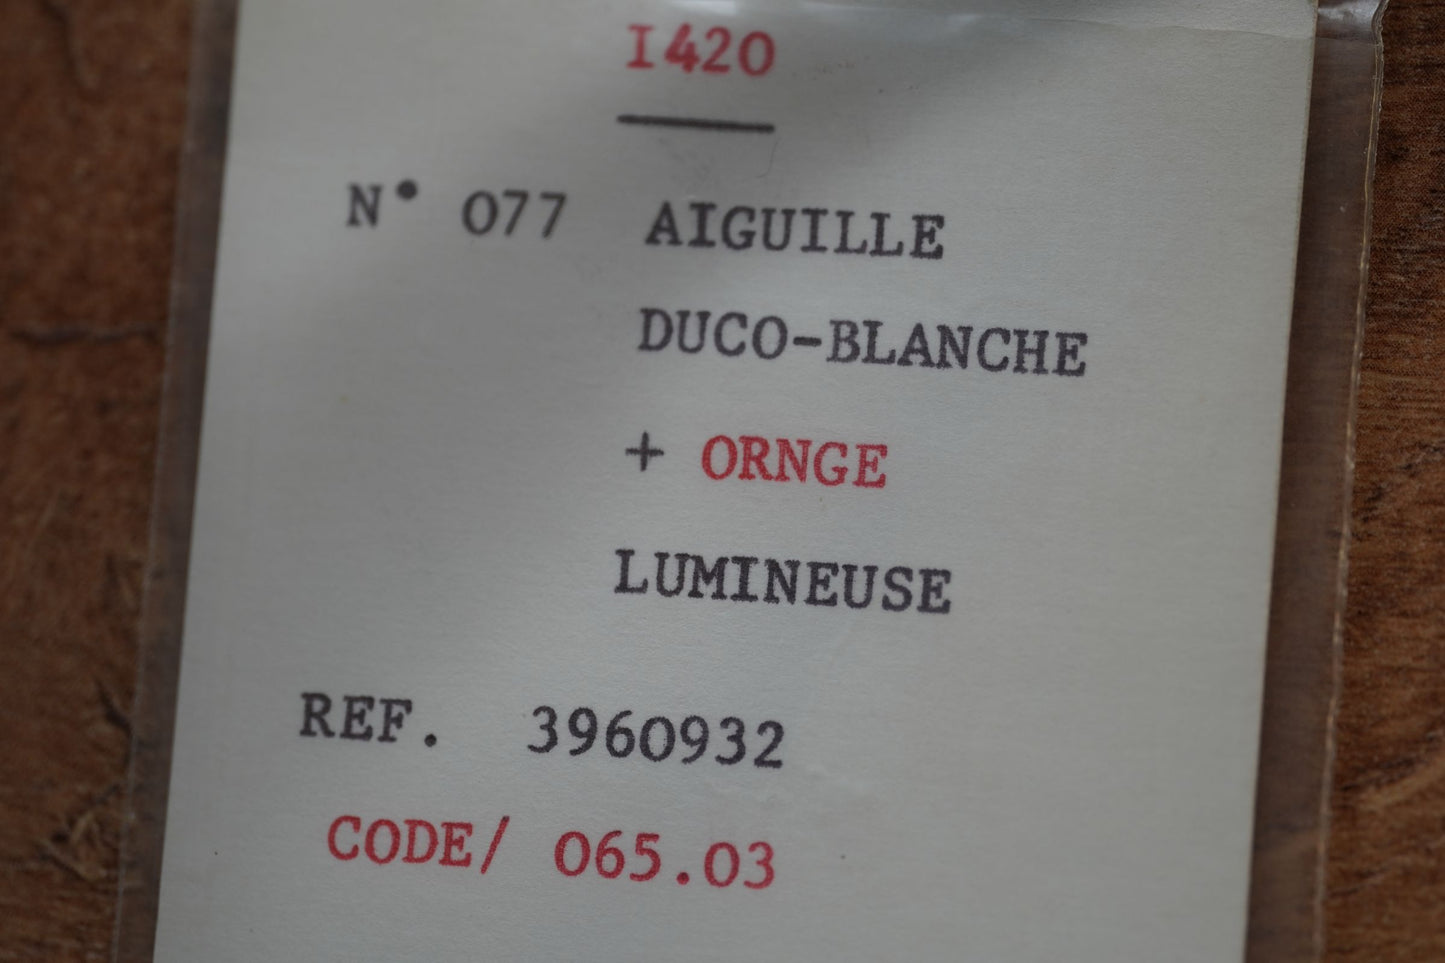 I420
N° 077 AIGUILLE
DUCO-BLANCHE
+ ORNGE
LUMINEUSE
REF. 3960932
CODE/ 065.03